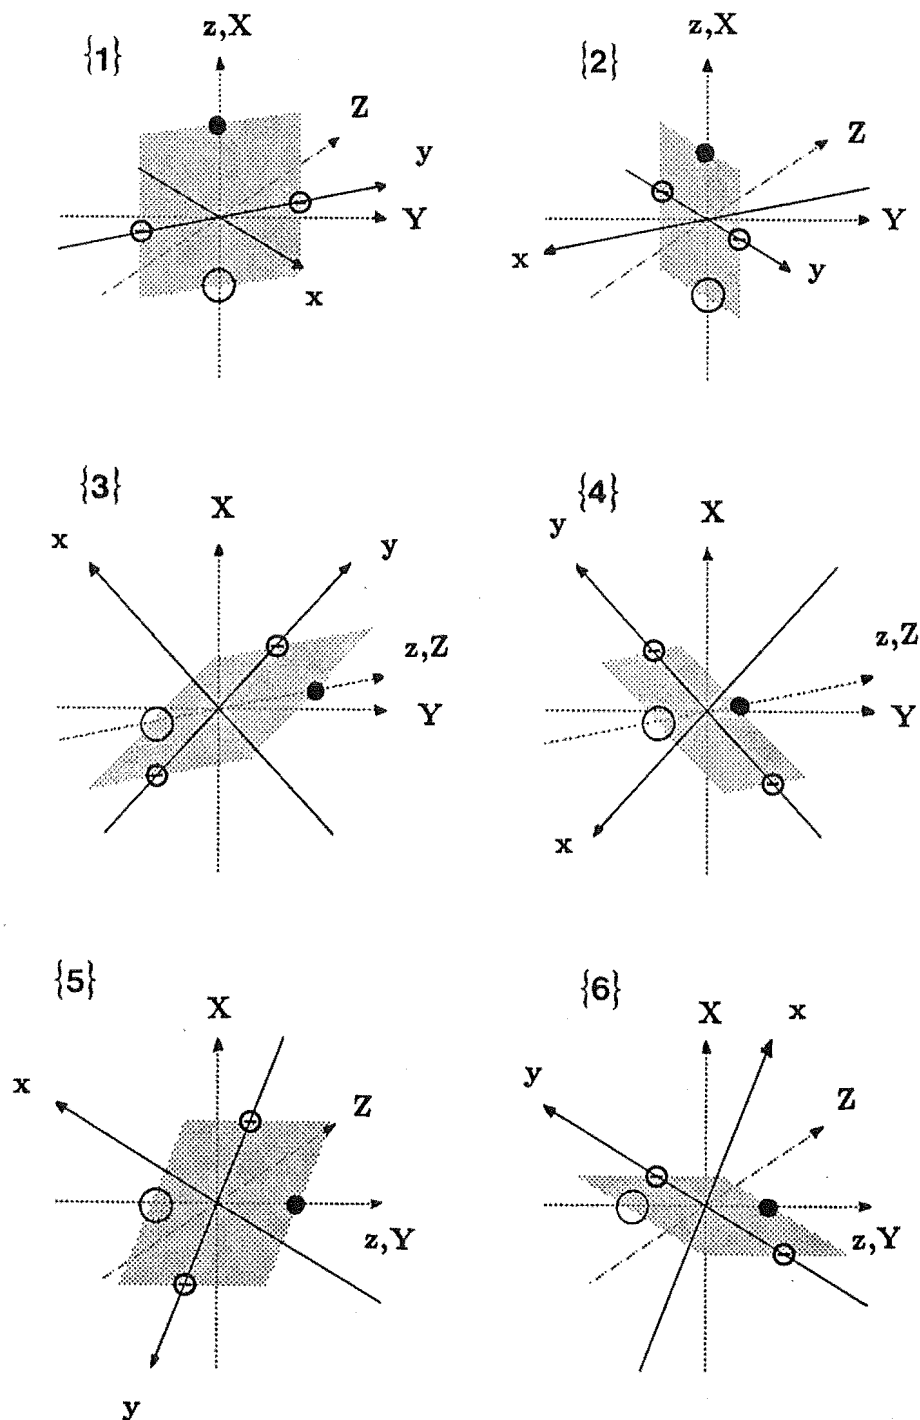 {1} z,X
Z
y
Y
x
{2} z,X
Z
Y
x
y
{3} X
x
y
z,Z
Y
{4} X
y
z,Z
Y
x
{5} X
x
Z
z,Y
y
{6} X x
y
Z
z,Y